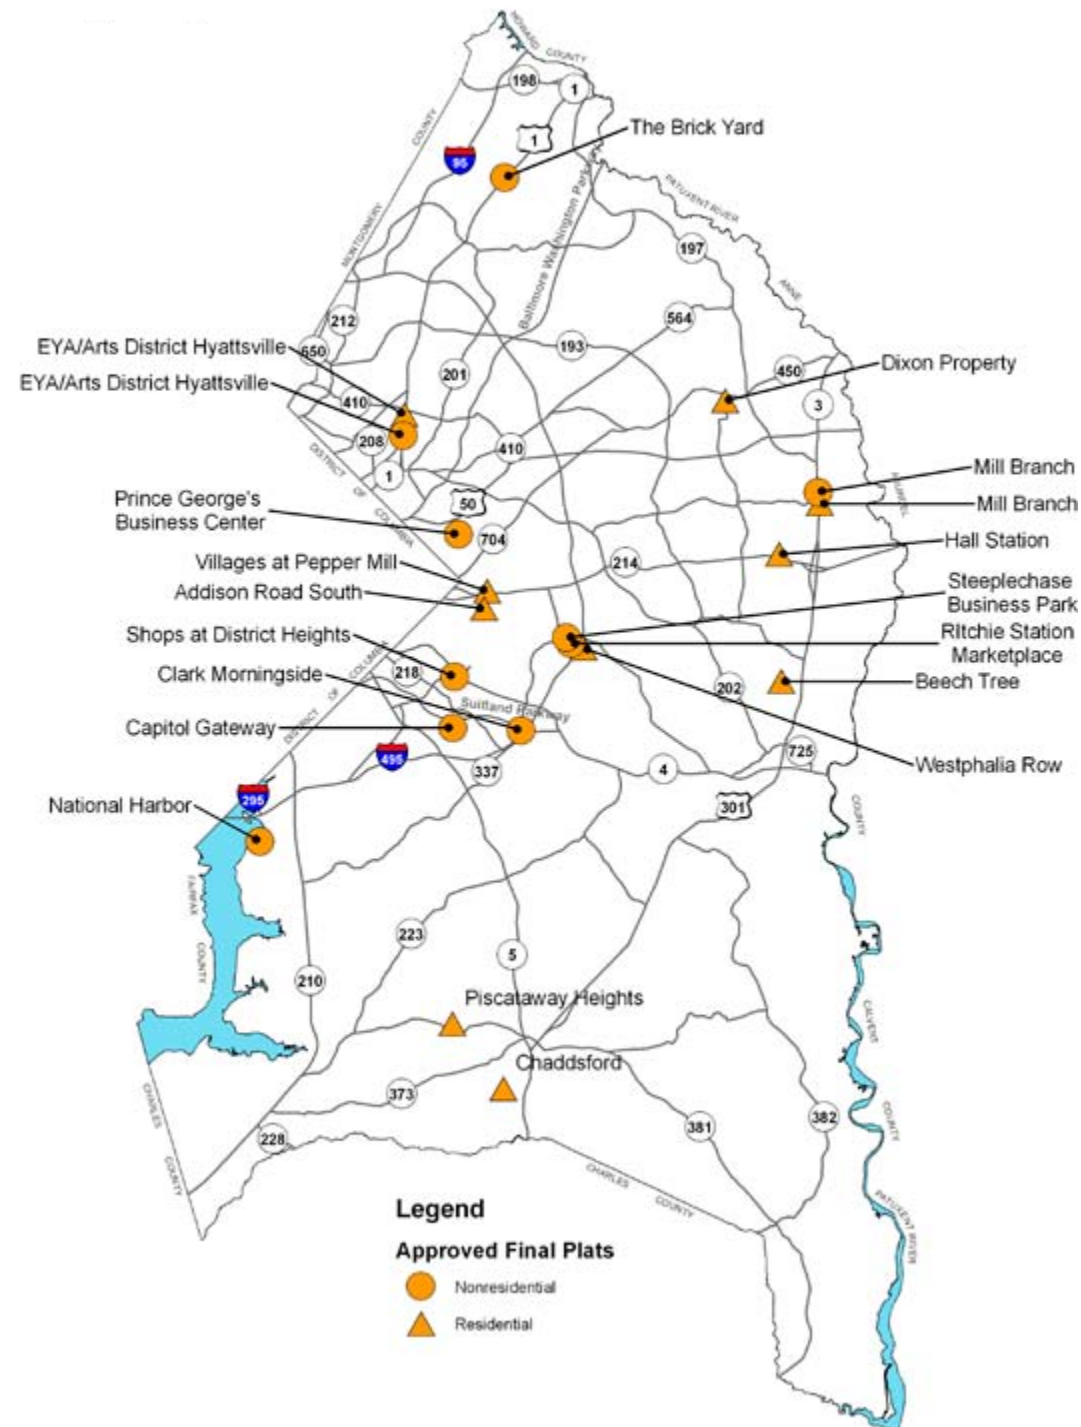 HOWARD COUNTY
198
1
1
The Brick Yard
COUNTY
95
PATUXENT RIVER
MONTGOMERY
Baltimore Washington Parkway
197
ANNE
212
564
EYA/Arts District Hyattsville
650
193
Dixon Property
EYA/Arts District Hyattsville
201
450
410
3
208
410
DISTRICT OF COLUMBIA
1
Mill Branch
Prince George's
Business Center
50
Mill Branch
704
Hall Station
Villages at Pepper Mill
214
Steeplechase
Business Park
Addison Road South
Shops at District Heights
RItchie Station
Marketplace
Clark Morningside
218
DISTRICT OF COLUMBIA
Beech Tree
202
Suitland Parkway
Capitol Gateway
495
725
337
4
Westphalia Row
National Harbor
295
301
COUNTY
FAIRFAX
COUNTY
223
5
210
Piscataway Heights
CALVERT
Chaddsford
373
CHARLES
COUNTY
228
381
382
COUNTY
CHARLES
COUNTY
PATUXENT RIVER
Legend
Approved Final Plats
Nonresidential
Residential